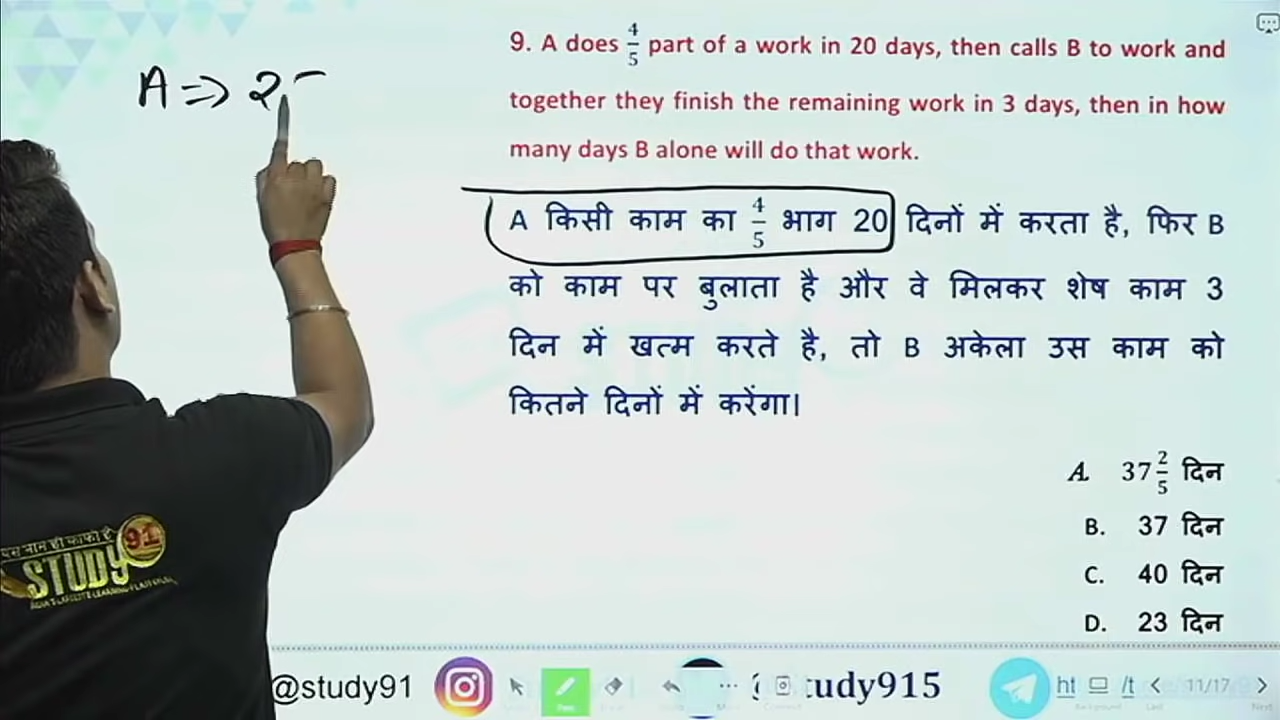 A ⇒ 25
9. A does 4/5 part of a work in 20 days, then calls B to work and
together they finish the remaining work in 3 days, then in how
many days B alone will do that work.
A किसी काम का 4/5 भाग 20 दिनों में करता है, फिर B
को काम पर बुलाता है और वे मिलकर शेष काम 3
दिन में खत्म करते है, तो B अकेला उस काम को
कितने दिनों में करेंगा।
A. 37 2/5 दिन
B. 37 दिन
C. 40 दिन
D. 23 दिन
91
STUDY
@study91
udy915
ht /t 11/17